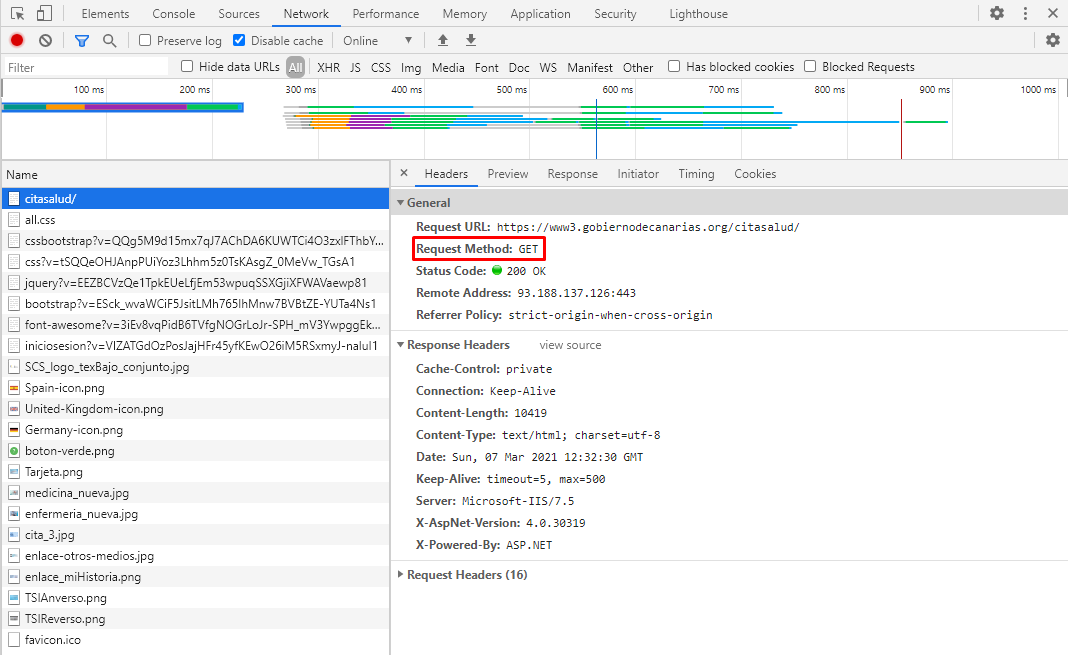 Elements Console Sources Network Performance Memory Application Security Lighthouse
Preserve log Disable cache Online
Filter Hide data URLs All XHR JS CSS Img Media Font Doc WS Manifest Other Has blocked cookies Blocked Requests
100 ms 200 ms 300 ms 400 ms 500 ms 600 ms 700 ms 800 ms 900 ms 1000 ms
Name
citasalud/
all.css
cssbootstrap?v=QQg5M9d15mx7qJ7AChDA6KUWTCi4O3zxIFThbY...
css?v=tSQQeOHJAnpPUiYoz3Lhhm5z0TsKAsgZ_0MeVw_TGsA1
jquery?v=EEZBCVzQe1TpkEUeLfjEm53wpuqSSXGjiXFWAVaewp81
bootstrap?v=ESck_wvaWCiF5JsitLMh765IhMnw7BVBtZE-YUTa4Ns1
font-awesome?v=3iEv8vqPidB6TVfgNOGrLoJr-SPH_mV3YwpggEk...
iniciosesion?v=VIZATGdOzPosJajHFr45yfKEwO26iM5RSxmyJ-naluI1
SCS_logo_texBajo_conjunto.jpg
Spain-icon.png
United-Kingdom-icon.png
Germany-icon.png
boton-verde.png
Tarjeta.png
medicina_nueva.jpg
enfermeria_nueva.jpg
cita_3.jpg
enlace-otros-medios.jpg
enlace_miHistoria.png
TSIAnverso.png
TSIReverso.png
favicon.ico
Headers Preview Response Initiator Timing Cookies
General
Request URL: https://www3.gobiernodecanarias.org/citasalud/
Request Method: GET
Status Code: 200 OK
Remote Address: 93.188.137.126:443
Referrer Policy: strict-origin-when-cross-origin
Response Headers view source
Cache-Control: private
Connection: Keep-Alive
Content-Length: 10419
Content-Type: text/html; charset=utf-8
Date: Sun, 07 Mar 2021 12:32:30 GMT
Keep-Alive: timeout=5, max=500
Server: Microsoft-IIS/7.5
X-AspNet-Version: 4.0.30319
X-Powered-By: ASP.NET
Request Headers (16)